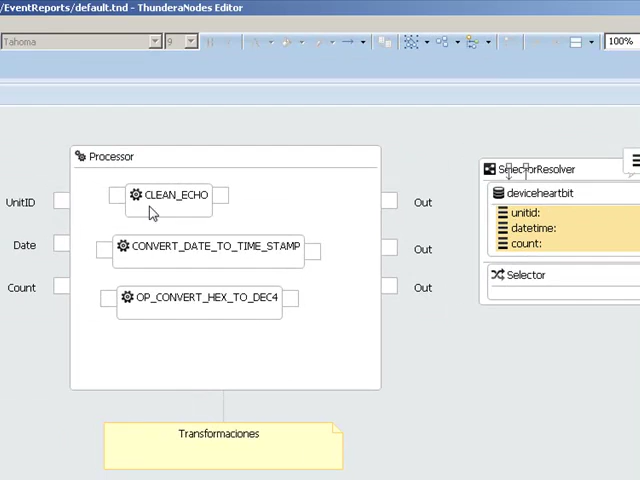 /EventReports/default.tnd - ThunderaNodes Editor
Tahoma
9
100%
Processor
CLEAN_ECHO
SelectorResolver
UnitID
Out
deviceheartbit
unitid:
datetime:
count:
Date
CONVERT_DATE_TO_TIME_STAMP
Out
Selector
Count
OP_CONVERT_HEX_TO_DEC4
Out
Transformaciones